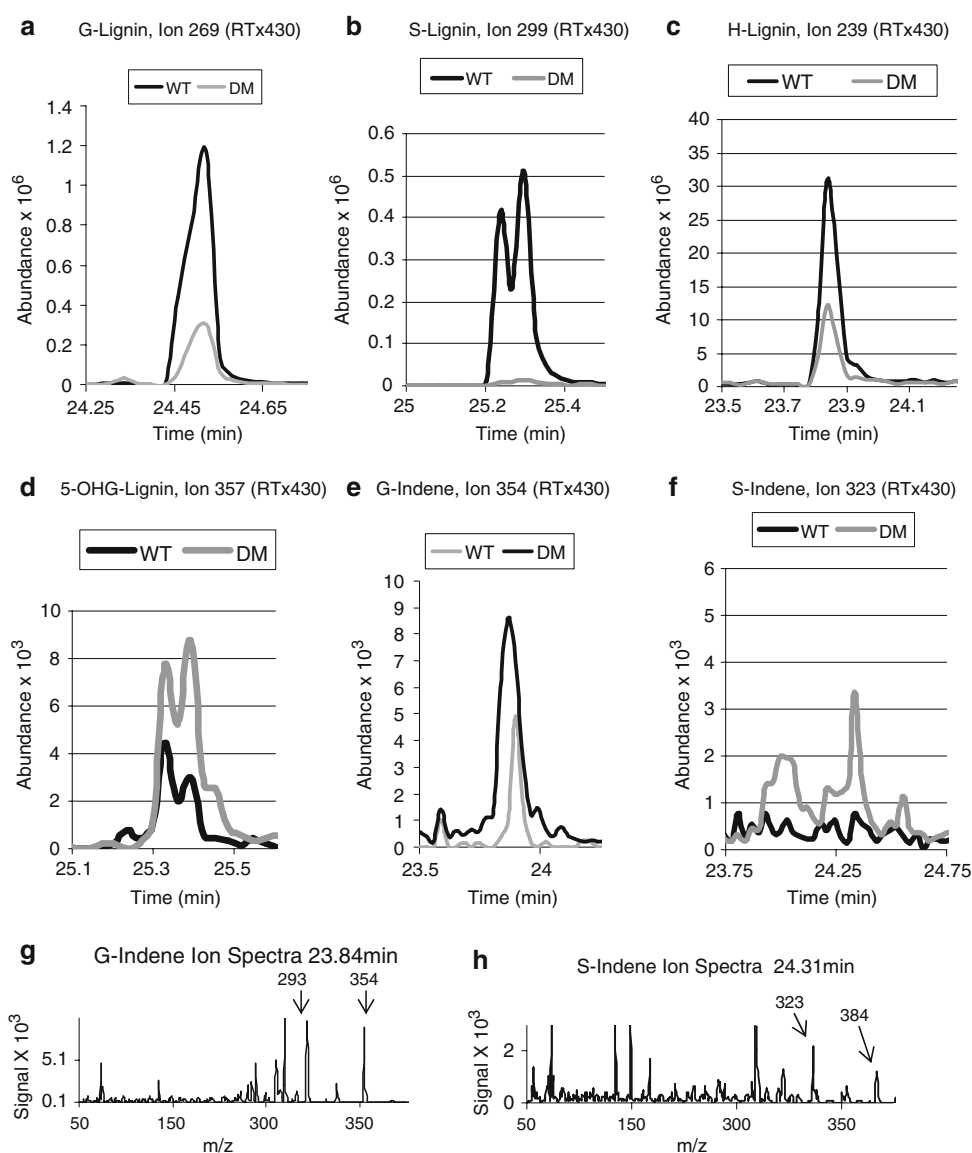 a G-Lignin, Ion 269 (RTx430)
WT DM
Abundance x 10^6
1.4
1.2
1
0.8
0.6
0.4
0.2
0
24.25 24.45 24.65
Time (min)
b S-Lignin, Ion 299 (RTx430)
WT DM
Abundance x 10^6
0.6
0.5
0.4
0.3
0.2
0.1
0
25 25.2 25.4
Time (min)
c H-Lignin, Ion 239 (RTx430)
WT DM
Abundance x 10^6
40
35
30
25
20
15
10
5
0
23.5 23.7 23.9 24.1
Time (min)
d 5-OHG-Lignin, Ion 357 (RTx430)
WT DM
Abundance x 10^3
10
8
6
4
2
0
25.1 25.3 25.5
Time (min)
e G-Indene, Ion 354 (RTx430)
WT DM
Abundance x 10^3
10
9
8
7
6
5
4
3
2
1
0
23.5 24
Time (min)
f S-Indene, Ion 323 (RTx430)
WT DM
Abundance x 10^3
6
5
4
3
2
1
0
23.75 24.25 24.75
Time (min)
g G-Indene Ion Spectra 23.84min
293 354
Signal X 10^3
5.1
0.1
50 150 300 350
m/z
h S-Indene Ion Spectra 24.31min
323
384
Signal X 10^3
2
0
50 150 300 350
m/z